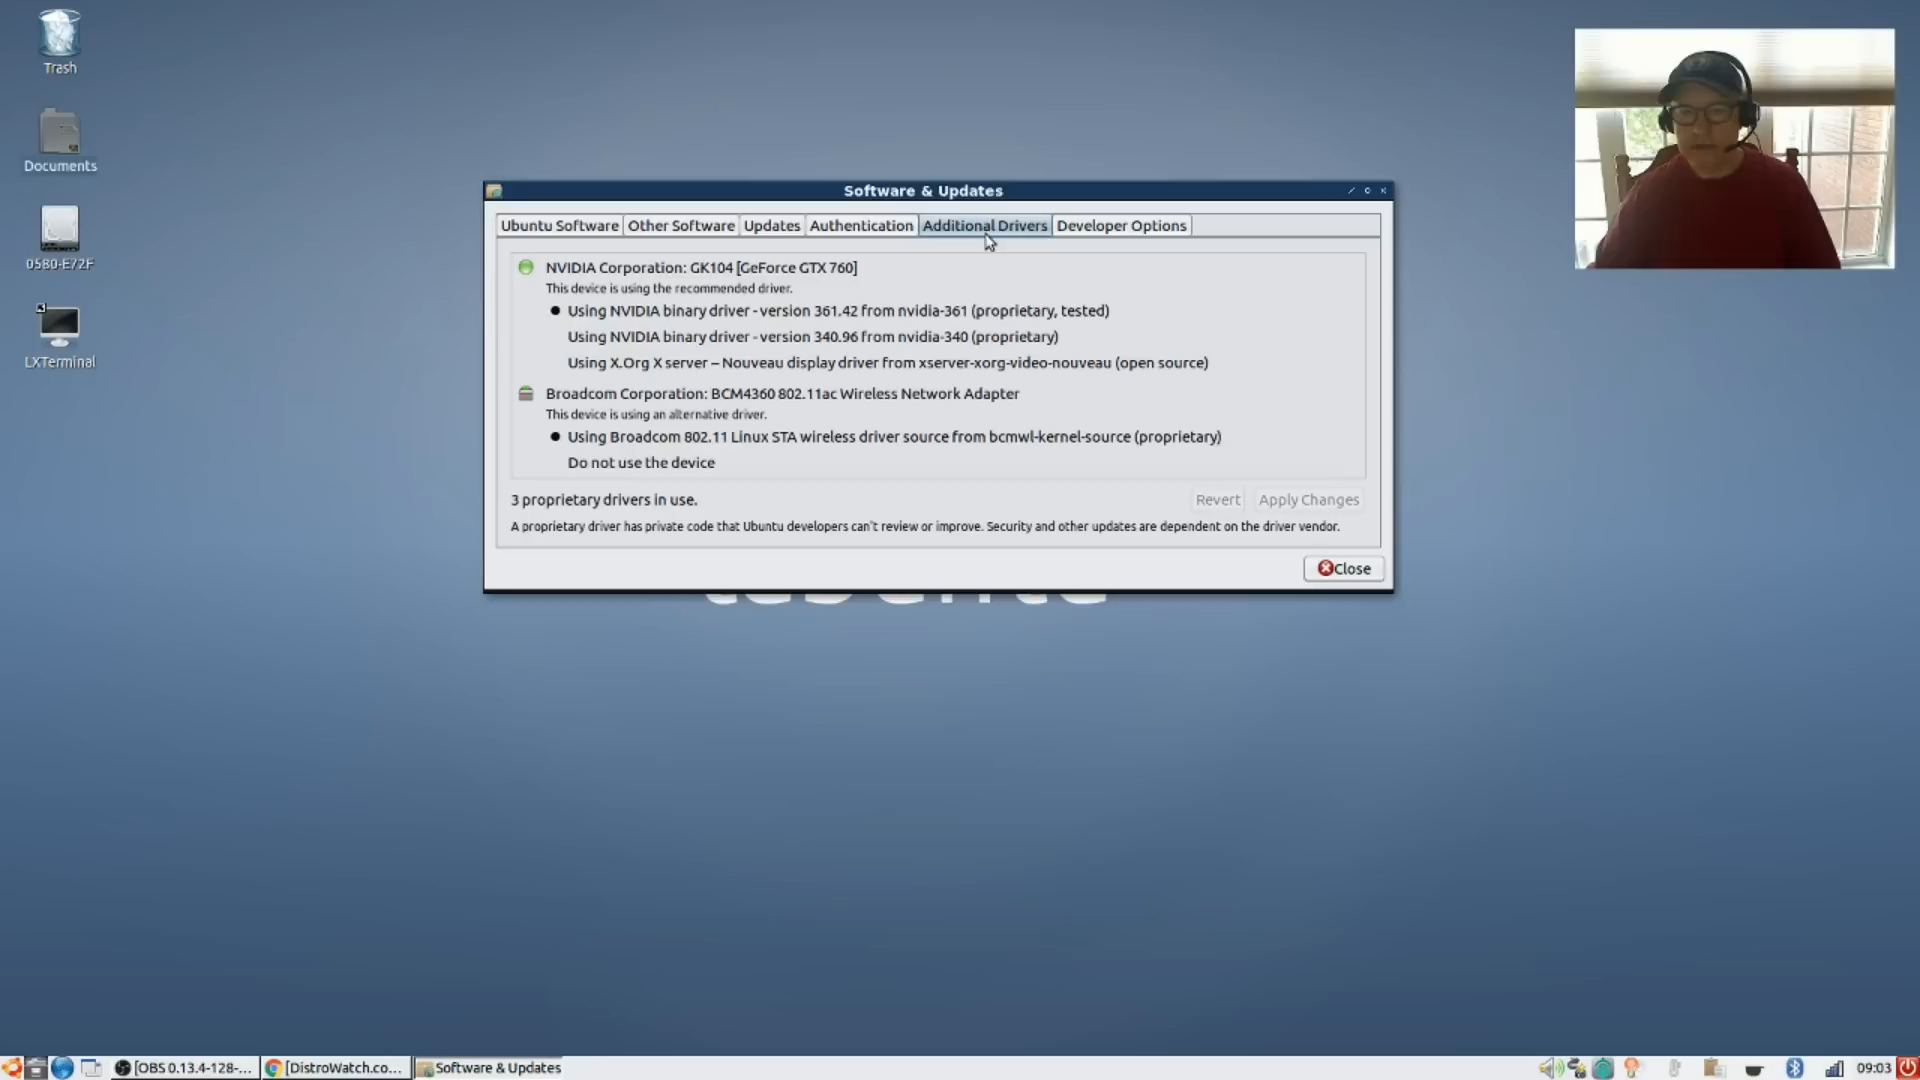 Trash
Documents
0580-E72F
LXTerminal
Software & Updates
Ubuntu Software
Other Software
Updates
Authentication
Additional Drivers
Developer Options
NVIDIA Corporation: GK104 [GeForce GTX 760]
This device is using the recommended driver.
Using NVIDIA binary driver - version 361.42 from nvidia-361 (proprietary, tested)
Using NVIDIA binary driver - version 340.96 from nvidia-340 (proprietary)
Using X.Org X server – Nouveau display driver from xserver-xorg-video-nouveau (open source)
Broadcom Corporation: BCM4360 802.11ac Wireless Network Adapter
This device is using an alternative driver.
Using Broadcom 802.11 Linux STA wireless driver source from bcmwl-kernel-source (proprietary)
Do not use the device
3 proprietary drivers in use.
Revert
Apply Changes
A proprietary driver has private code that Ubuntu developers can't review or improve. Security and other updates are dependent on the driver vendor.
Close
[OBS 0.13.4-128-...
[DistroWatch.co...
Software & Updates
09:03